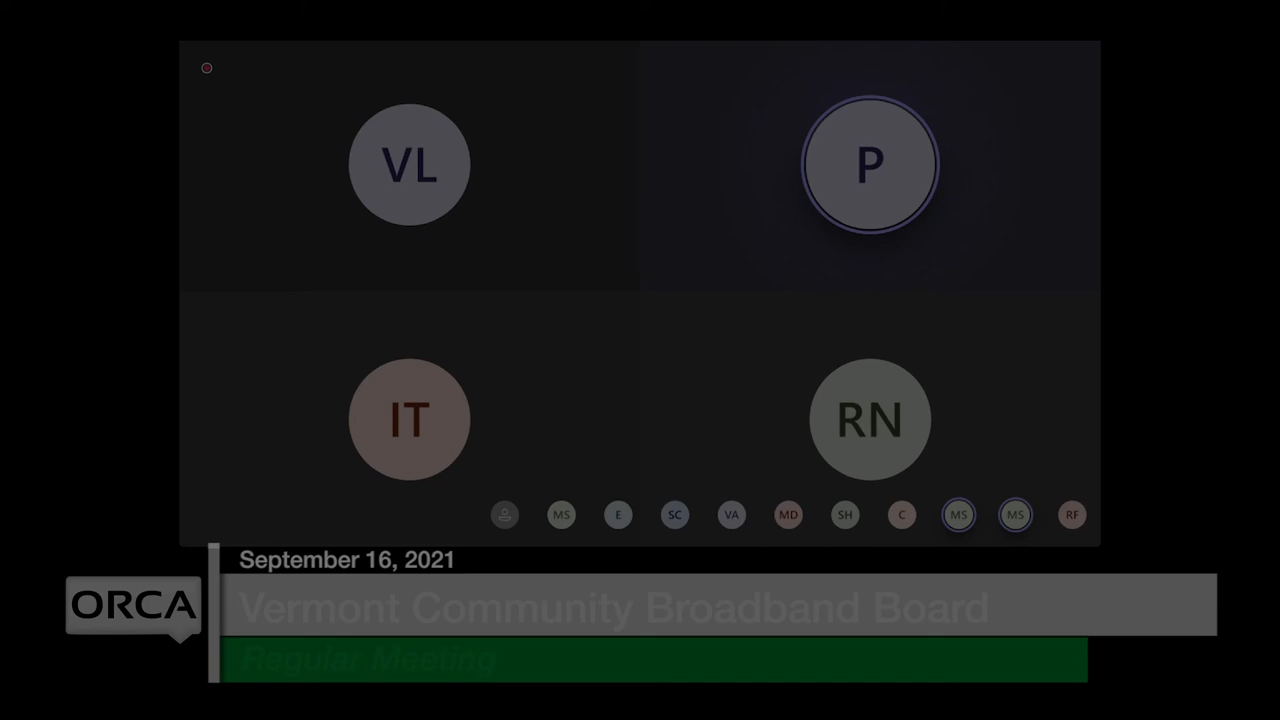 VL
P
IT
RN
MS
E
SC
VA
MD
SH
C
MS
MS
RF
September 16, 2021
ORCA
Vermont Community Broadband Board
Regular Meeting